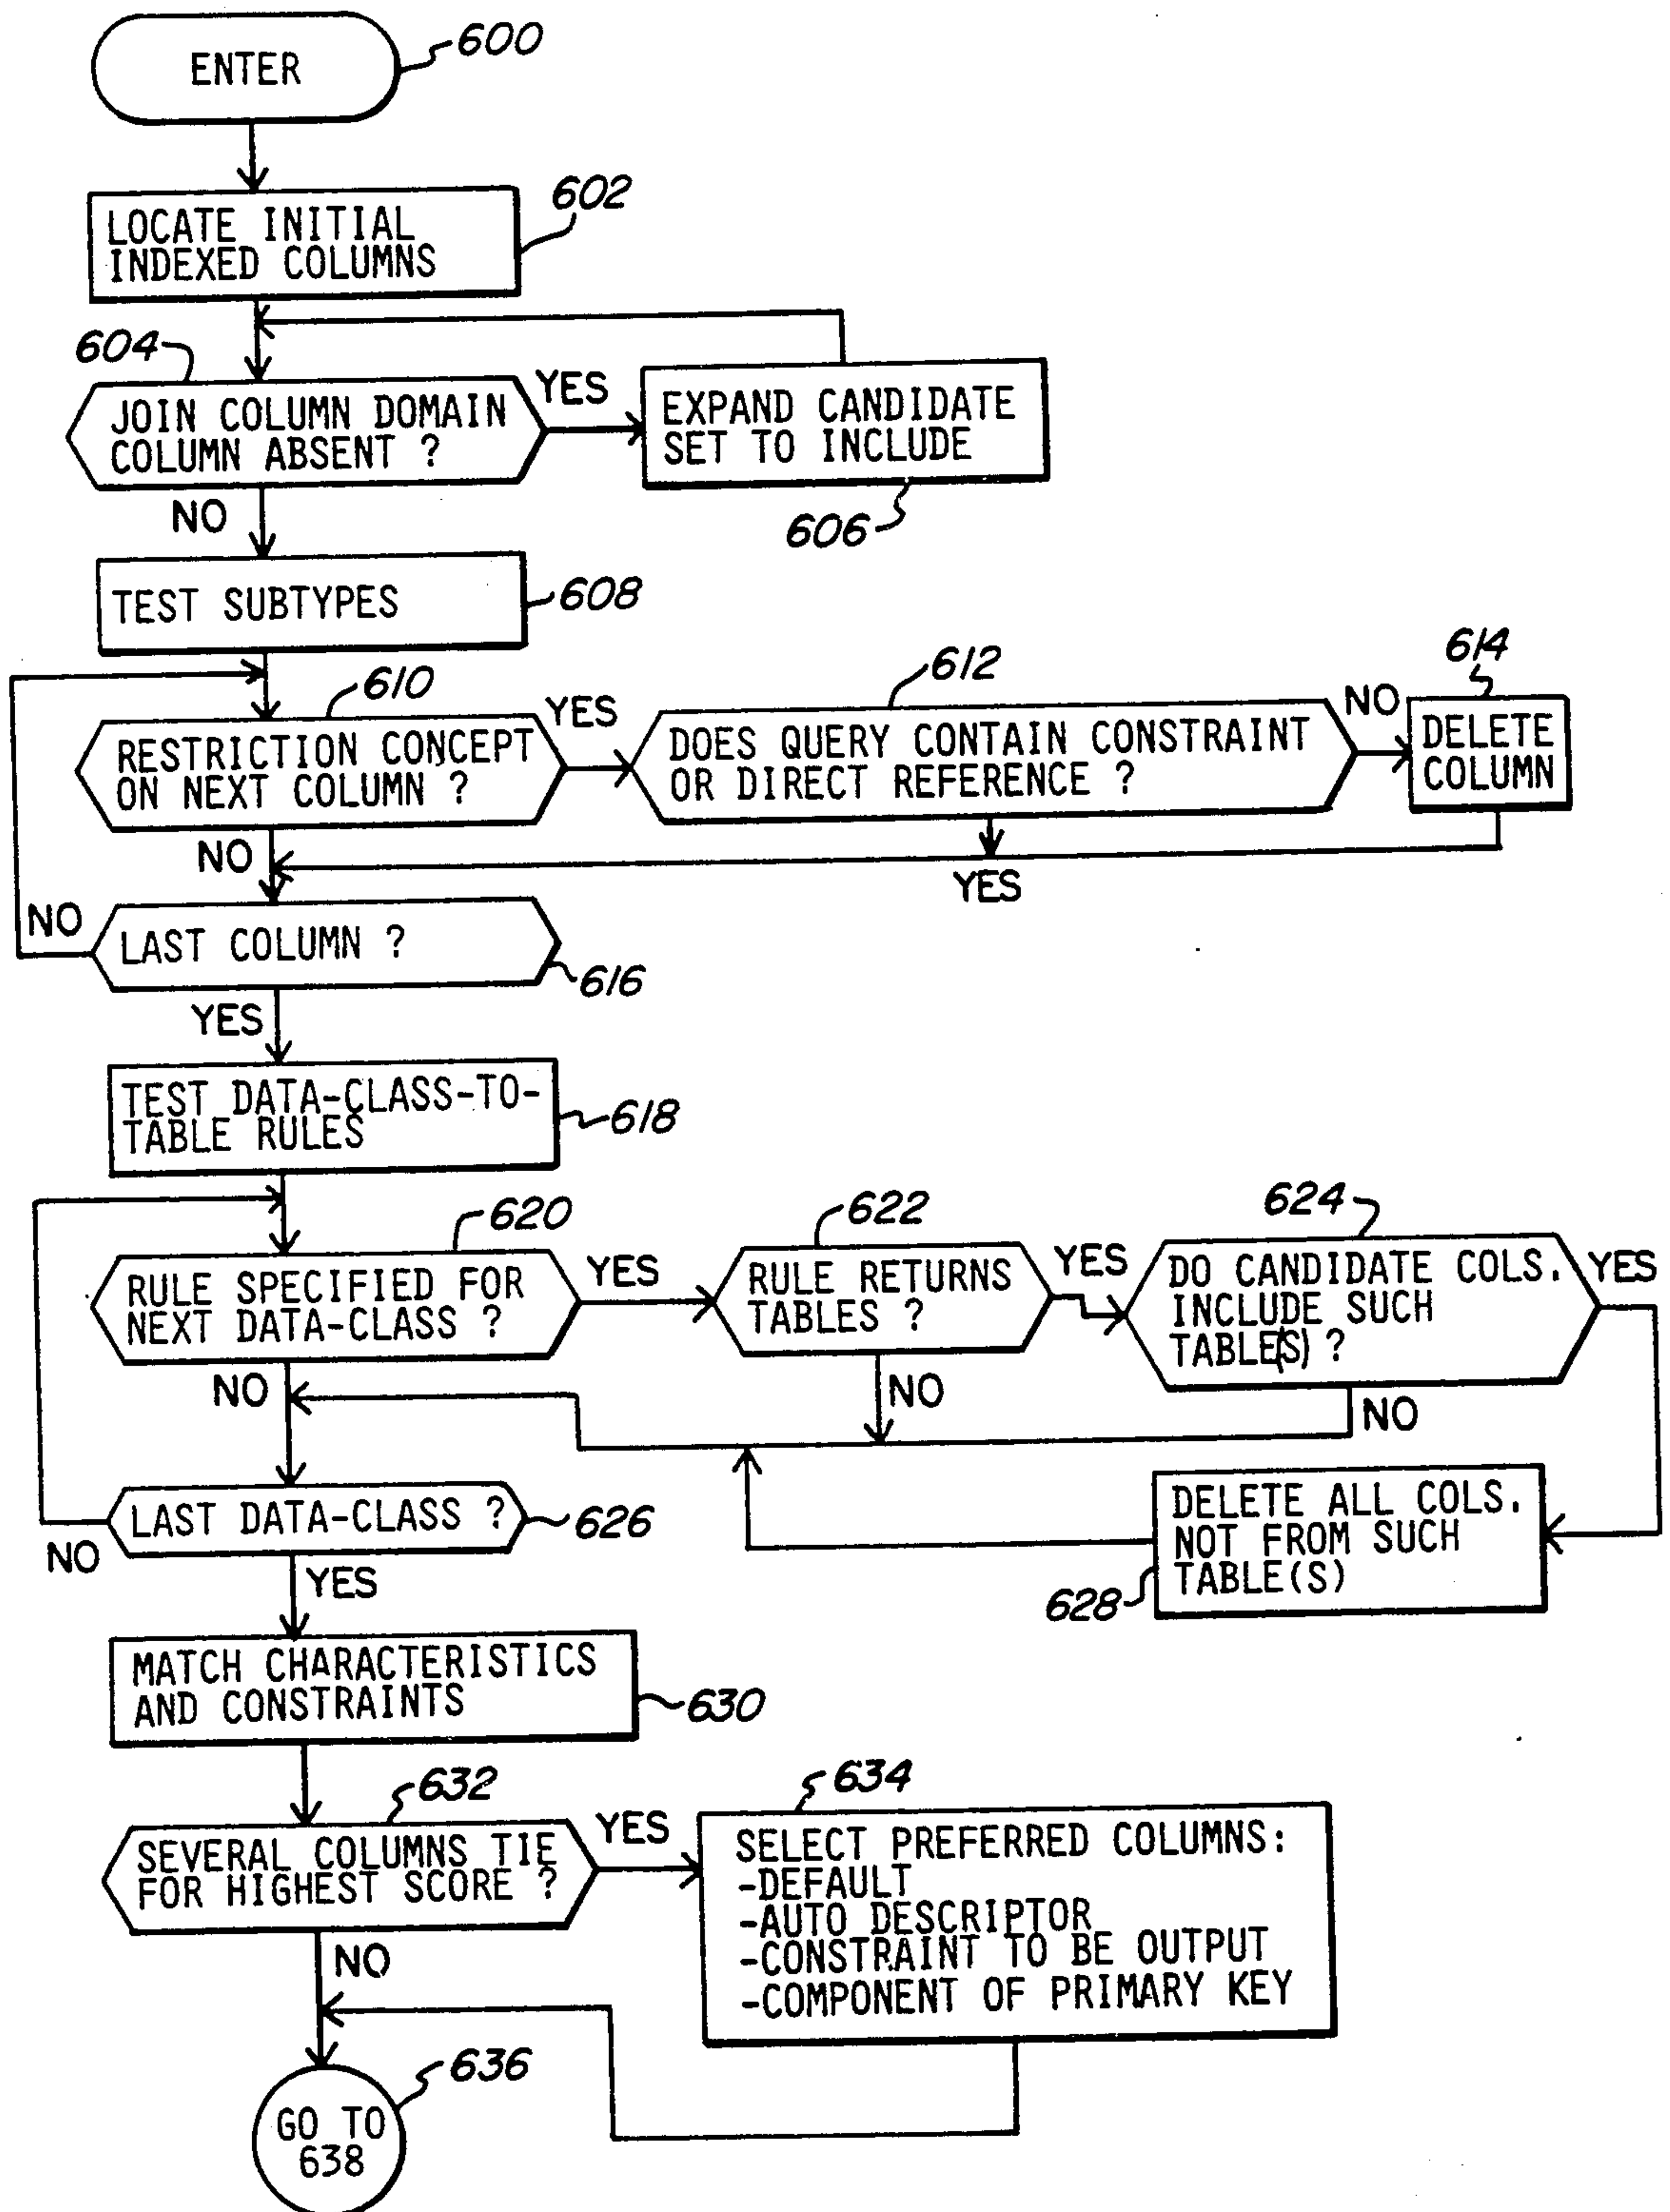 ENTER
600
LOCATE INITIAL
INDEXED COLUMNS
602
604
JOIN COLUMN DOMAIN
COLUMN ABSENT ?
YES
EXPAND CANDIDATE
SET TO INCLUDE
606
NO
TEST SUBTYPES
608
610
RESTRICTION CONCEPT
ON NEXT COLUMN ?
YES
612
DOES QUERY CONTAIN CONSTRAINT
OR DIRECT REFERENCE ?
NO
614
DELETE
COLUMN
NO
YES
NO
LAST COLUMN ?
616
YES
TEST DATA-CLASS-TO-
TABLE RULES
618
620
RULE SPECIFIED FOR
NEXT DATA-CLASS ?
YES
622
RULE RETURNS
TABLES ?
YES
624
DO CANDIDATE COLS.
INCLUDE SUCH
TABLE(S) ?
YES
NO
NO
NO
LAST DATA-CLASS ?
626
NO
YES
DELETE ALL COLS.
NOT FROM SUCH
TABLE(S)
628
MATCH CHARACTERISTICS
AND CONSTRAINTS
630
632
SEVERAL COLUMNS TIE
FOR HIGHEST SCORE ?
YES
634
SELECT PREFERRED COLUMNS:
-DEFAULT
-AUTO DESCRIPTOR
-CONSTRAINT TO BE OUTPUT
-COMPONENT OF PRIMARY KEY
NO
636
GO TO
638